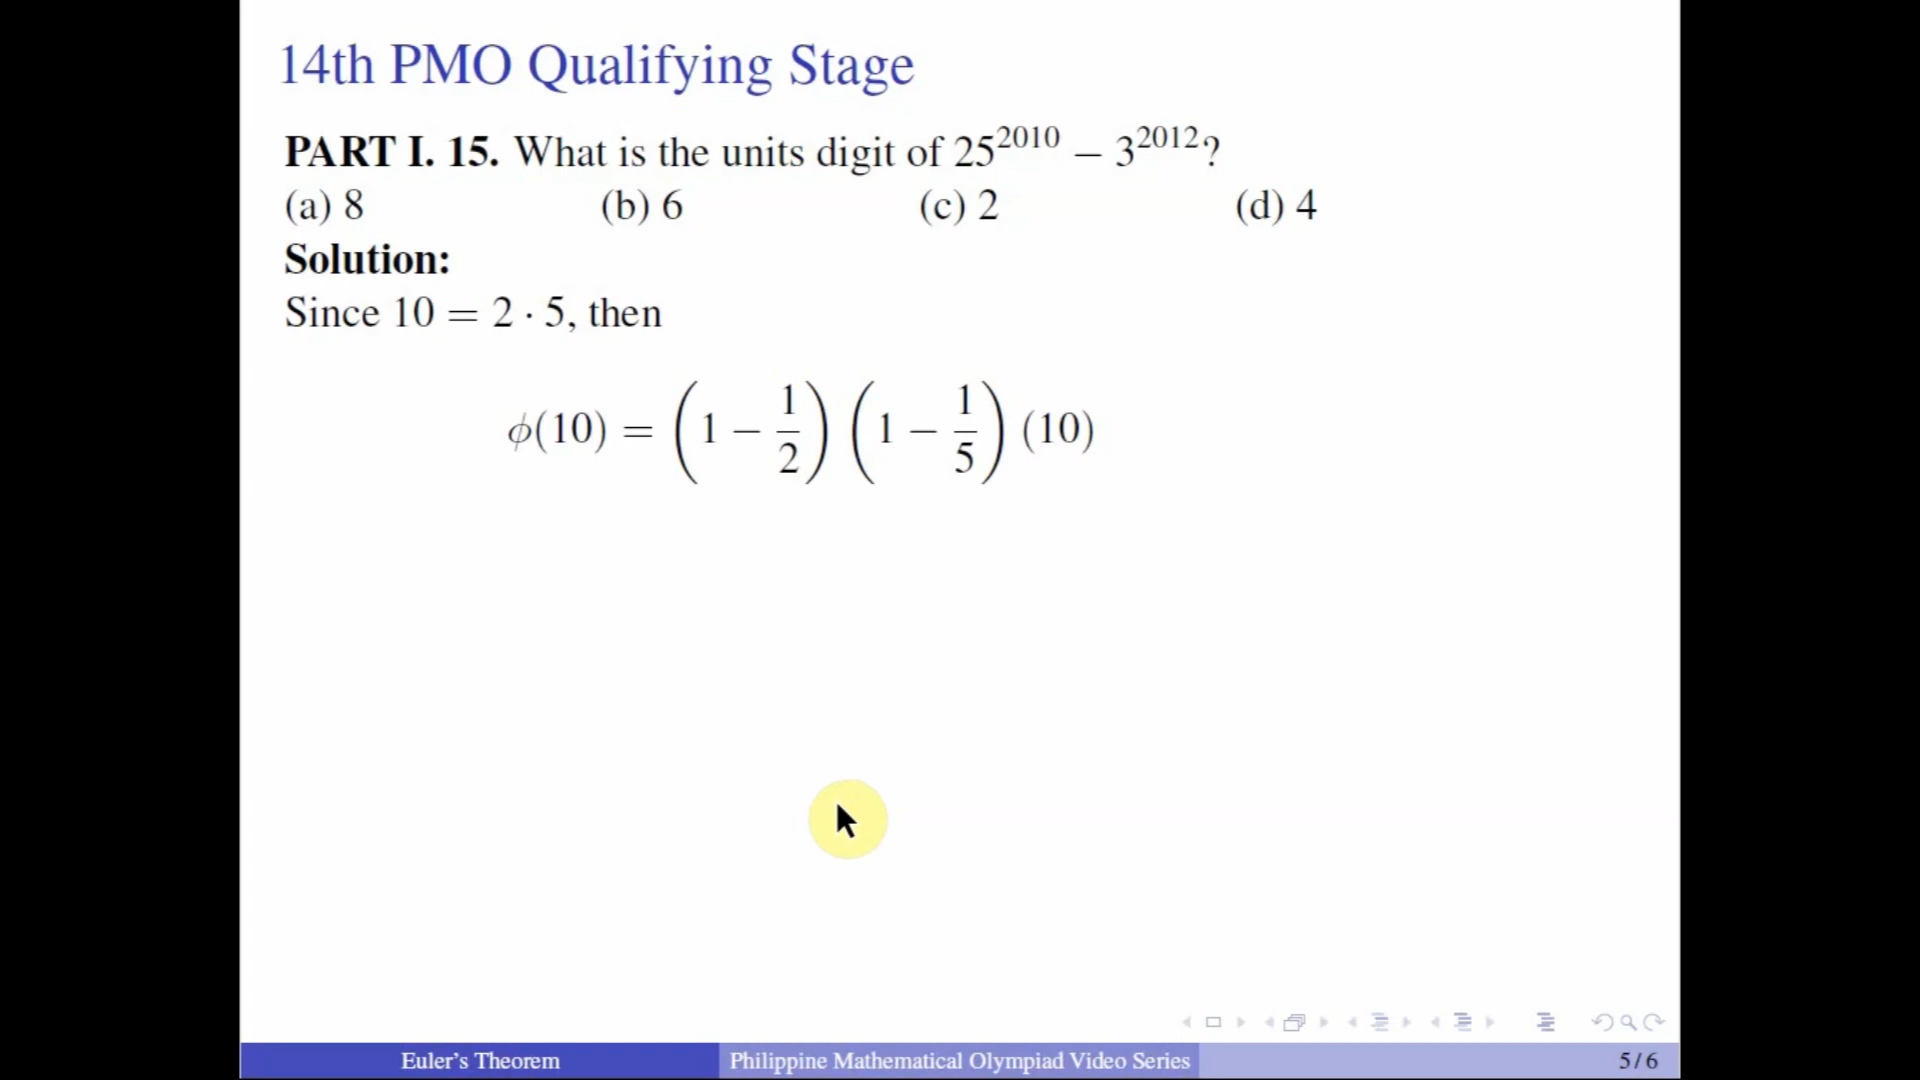 14th PMO Qualifying Stage
PART I. 15. What is the units digit of 25^2010 − 3^2012?
(a) 8 (b) 6 (c) 2 (d) 4
Solution:
Since 10 = 2 · 5, then
ϕ(10) = (1 − 1/2) (1 − 1/5) (10)
Euler's Theorem Philippine Mathematical Olympiad Video Series 5 / 6